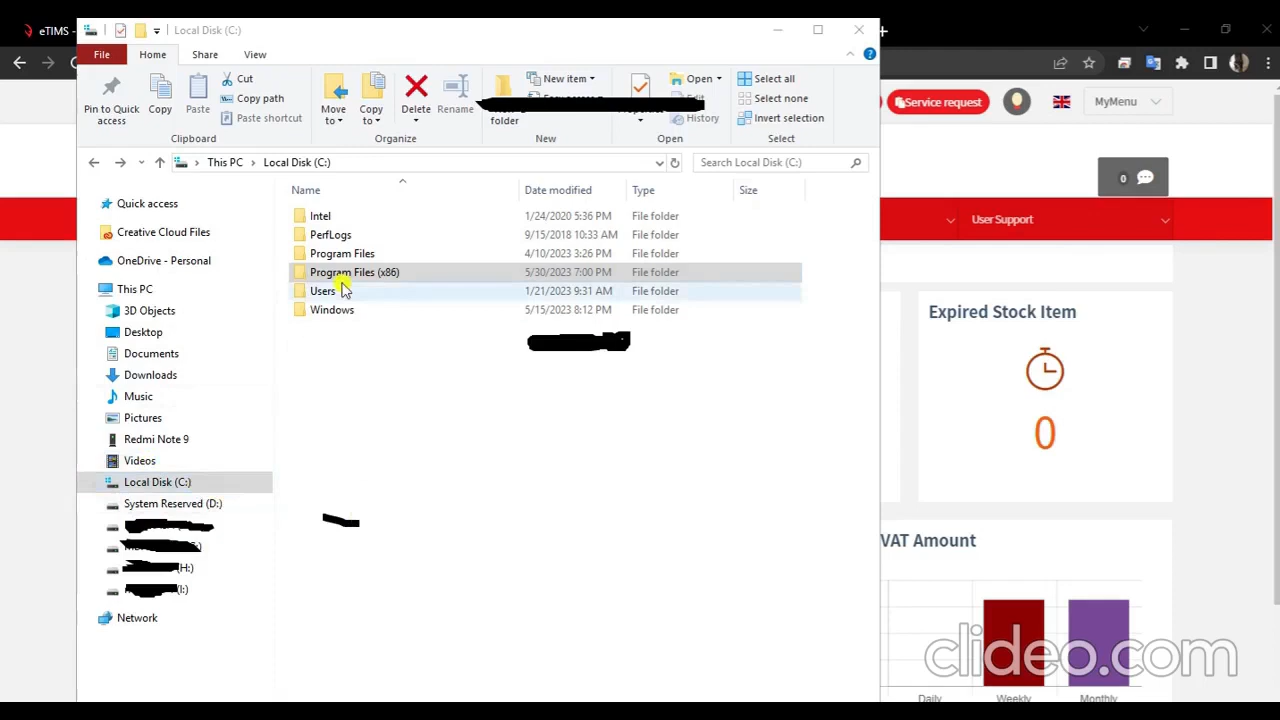 eTIMS -
Local Disk (C:)
File Home Share View
Pin to Quick access
Copy
Paste
Cut
Copy path
Paste shortcut
Clipboard
Move to
Copy to
Delete
Rename
Organize
folder
New item
New
Open
History
Open
Select all
Select none
Invert selection
Select
This PC > Local Disk (C:)
Search Local Disk (C:)
Name Date modified Type Size
Intel 1/24/2020 5:36 PM File folder
PerfLogs 9/15/2018 10:33 AM File folder
Program Files 4/10/2023 3:26 PM File folder
Program Files (x86) 5/30/2023 7:00 PM File folder
Users 1/21/2023 9:31 AM File folder
Windows 5/15/2023 8:12 PM File folder
Quick access
Creative Cloud Files
OneDrive - Personal
This PC
3D Objects
Desktop
Documents
Downloads
Music
Pictures
Redmi Note 9
Videos
Local Disk (C:)
System Reserved (D:)
(H:)
(I:)
Network
Service request
MyMenu
0
User Support
Expired Stock Item
0
VAT Amount
Daily Weekly Monthly
clideo.com